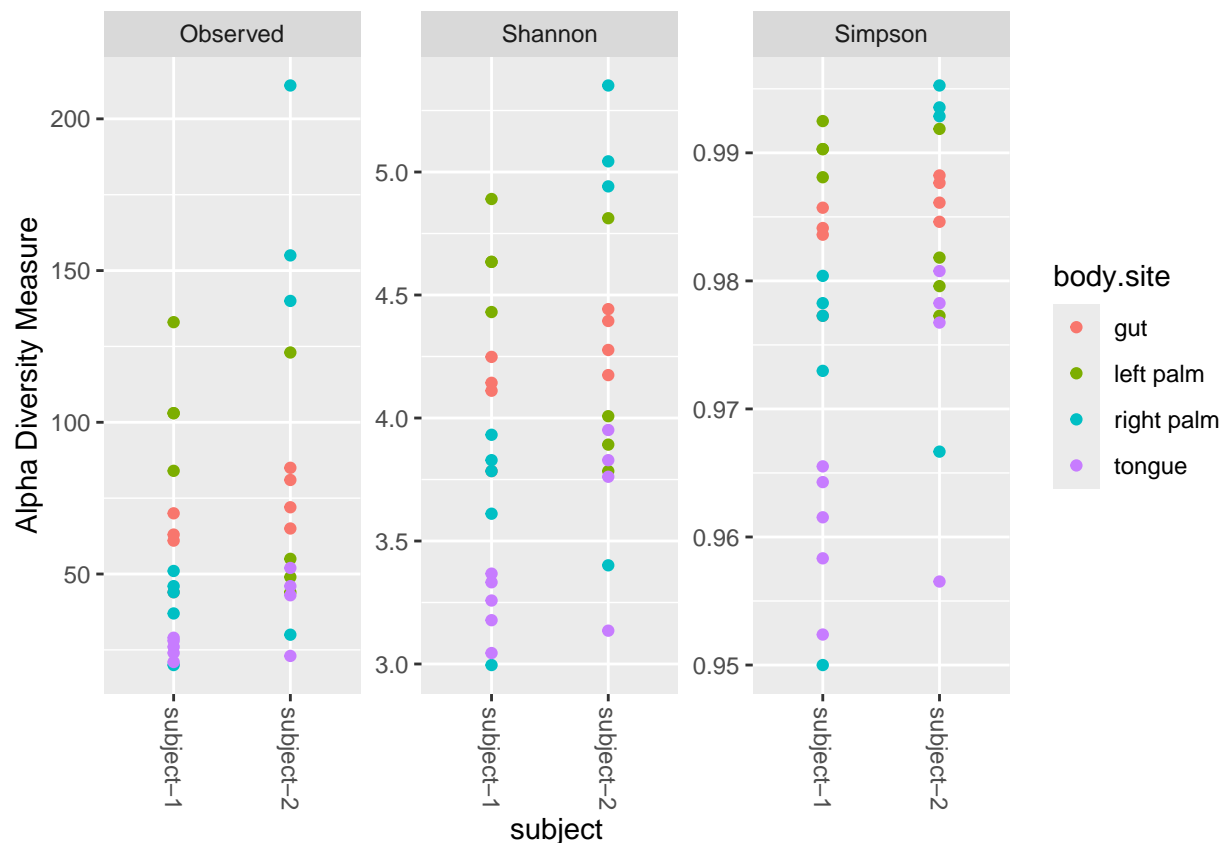 Observed
Shannon
Simpson
Alpha Diversity Measure
200
150
100
50
5.0
4.5
4.0
3.5
3.0
0.99
0.98
0.97
0.96
0.95
subject−1
subject−2
subject−1
subject−2
subject−1
subject−2
subject
body.site
gut
left palm
right palm
tongue